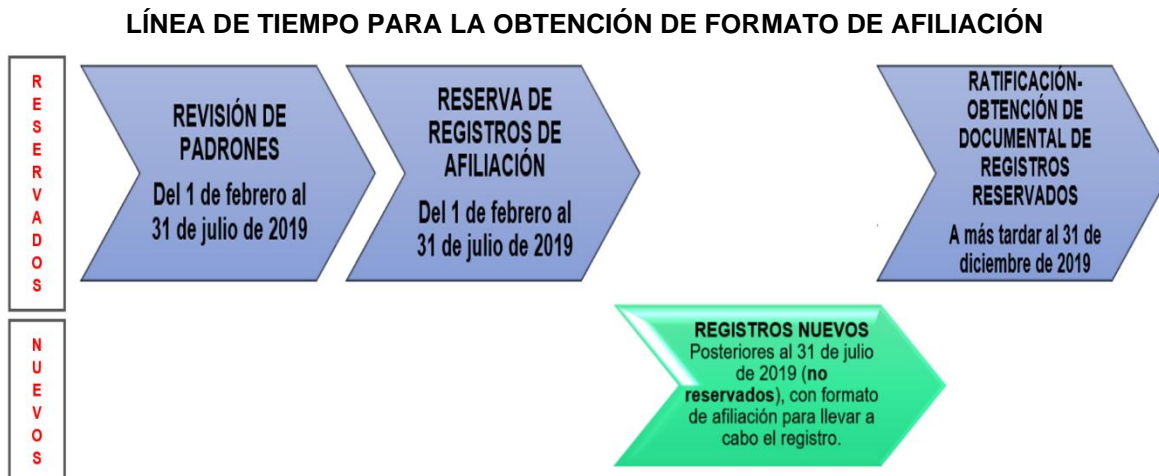 LÍNEA DE TIEMPO PARA LA OBTENCIÓN DE FORMATO DE AFILIACIÓN
RESERVADOS
REVISIÓN DE
PADRONES
Del 1 de febrero al
31 de julio de 2019
RESERVA DE
REGISTROS DE
AFILIACIÓN
Del 1 de febrero al
31 de julio de 2019
RATIFICACIÓN-
OBTENCIÓN DE
DOCUMENTAL DE
REGISTROS
RESERVADOS
A más tardar al 31 de
diciembre de 2019
NUEVOS
REGISTROS NUEVOS
Posteriores al 31 de julio
de 2019 (no
reservados), con formato
de afiliación para llevar a
cabo el registro.